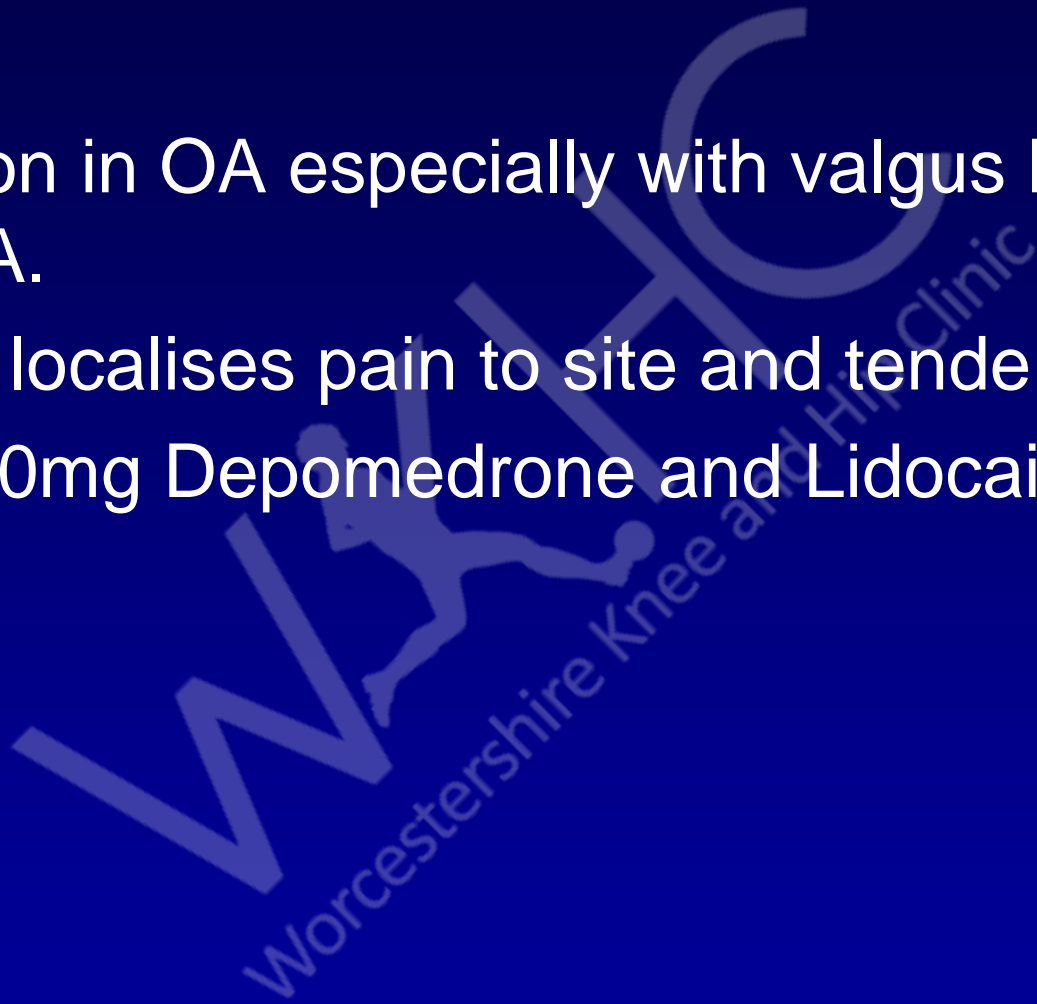 on in OA especially with valgus
A.
localises pain to site and tende
0mg Depomedrone and Lidocai
WKHC
Worcestershire Knee and Hip Clinic